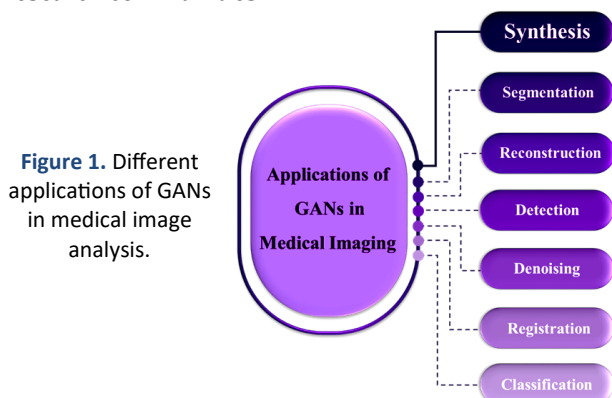 Figure 1. Different
applications of GANs
in medical image
analysis.
Applications of
GANs in
Medical Imaging
Synthesis
Segmentation
Reconstruction
Detection
Denoising
Registration
Classification